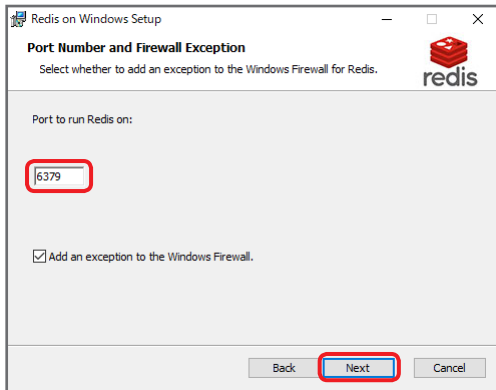 Redis on Windows Setup
Port Number and Firewall Exception
Select whether to add an exception to the Windows Firewall for Redis.
redis
Port to run Redis on:
6379
Add an exception to the Windows Firewall.
Back Next Cancel